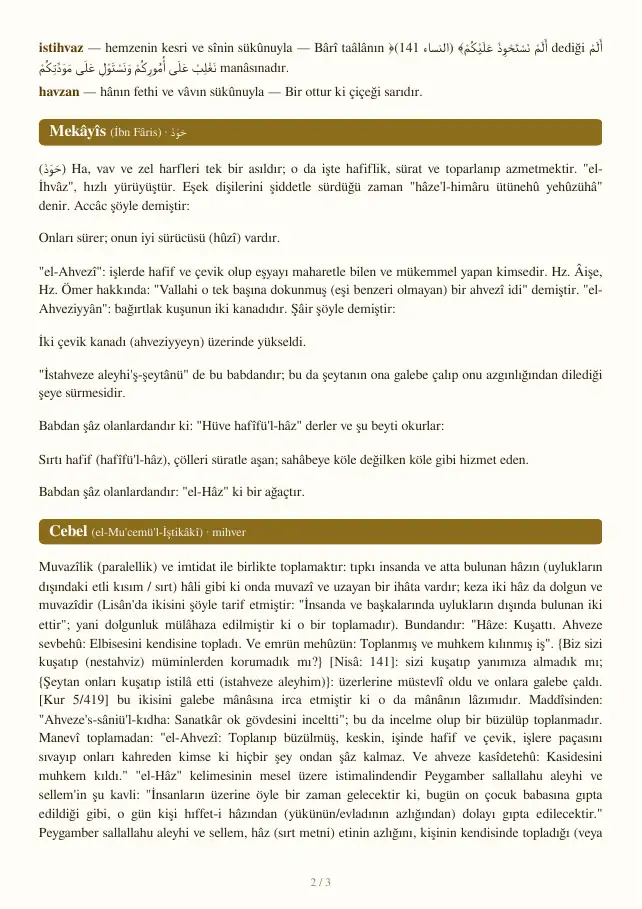 istihvaz — hemzenin kesri ve sînin sükûnuyla — Bârî taâlânın ﴿أَلَمْ نَسْتَحْوِذْ عَلَيْكُمْ﴾ (النساء 141) dediği أَلَمْ
نَغْلِبْ عَلَى أُمُورِكُمْ وَنَسْتَوْلِ عَلَى مَوَدَّتِكُمْ manâsınadır.
havzan — hânın fethi ve vâvın sükûnuyla — Bir ottur ki çiçeği sarıdır.
Mekâyîs (İbn Fâris) · حَوَذَ
(حَوَذَ) Ha, vav ve zel harfleri tek bir asıldır; o da işte hafiflik, sürat ve toparlanıp azmetmektir. "el-
İhvâz", hızlı yürüyüştür. Eşek dişilerini şiddetle sürdüğü zaman "hâze'l-himâru ütünehû yehûzühâ"
denir. Accâc şöyle demiştir:
Onları sürer; onun iyi sürücüsü (hûzî) vardır.
"el-Ahvezî": işlerde hafif ve çevik olup eşyayı maharetle bilen ve mükemmel yapan kimsedir. Hz. Âişe,
Hz. Ömer hakkında: "Vallahi o tek başına dokunmuş (eşi benzeri olmayan) bir ahvezî idi" demiştir. "el-
Ahveziyyân": bağırtlak kuşunun iki kanadıdır. Şâir şöyle demiştir:
İki çevik kanadı (ahveziyyeyn) üzerinde yükseldi.
"İstahveze aleyhi'ş-şeytânü" de bu babdandır; bu da şeytanın ona galebe çalıp onu azgınlığından dilediği
şeye sürmesidir.
Babdan şâz olanlardandır ki: "Hüve hafîfü'l-hâz" derler ve şu beyti okurlar:
Sırtı hafif (hafîfü'l-hâz), çölleri süratle aşan; sahâbeye köle değilken köle gibi hizmet eden.
Babdan şâz olanlardandır: "el-Hâz" ki bir ağaçtır.
Cebel (el-Mu'cemü'l-İştikâkî) · mihver
Muvazîlik (paralellik) ve imtidat ile birlikte toplamaktır: tıpkı insanda ve atta bulunan hâzın (uylukların
dışındaki etli kısım / sırt) hâli gibi ki onda muvazî ve uzayan bir ihâta vardır; keza iki hâz da dolgun ve
muvazîdir (Lisân'da ikisini şöyle tarif etmiştir: "İnsanda ve başkalarında uylukların dışında bulunan iki
ettir"; yani dolgunluk mülâhaza edilmiştir ki o bir toplamadır). Bundandır: "Hâze: Kuşattı. Ahveze
sevbehû: Elbisesini kendisine topladı. Ve emrün mehûzün: Toplanmış ve muhkem kılınmış iş". {Biz sizi
kuşatıp (nestahviz) müminlerden korumadık mı?} [Nisâ: 141]: sizi kuşatıp yanımıza almadık mı;
{Şeytan onları kuşatıp istilâ etti (istahveze aleyhim)}: üzerlerine müstevlî oldu ve onlara galebe çaldı.
[Kur 5/419] bu ikisini galebe mânâsına irca etmiştir ki o da mânânın lâzımıdır. Maddîsinden:
"Ahveze's-sâniü'l-kıdha: Sanatkâr ok gövdesini inceltti"; bu da incelme olup bir büzülüp toplanmadır.
Manevî toplamadan: "el-Ahvezî: Toplanıp büzülmüş, keskin, işinde hafif ve çevik, işlere paçasını
sıvayıp onları kahreden kimse ki hiçbir şey ondan şâz kalmaz. Ve ahveze kasîdetehû: Kasidesini
muhkem kıldı." "el-Hâz" kelimesinin mesel üzere istimalindendir Peygamber sallallahu aleyhi ve
sellem'in şu kavli: "İnsanların üzerine öyle bir zaman gelecektir ki, bugün on çocuk babasına gıpta
edildiği gibi, o gün kişi hıffet-i hâzından (yükünün/evladının azlığından) dolayı gıpta edilecektir."
Peygamber sallallahu aleyhi ve sellem, hâz (sırt metni) etinin azlığını, kişinin kendisinde topladığı (veya
2 / 3